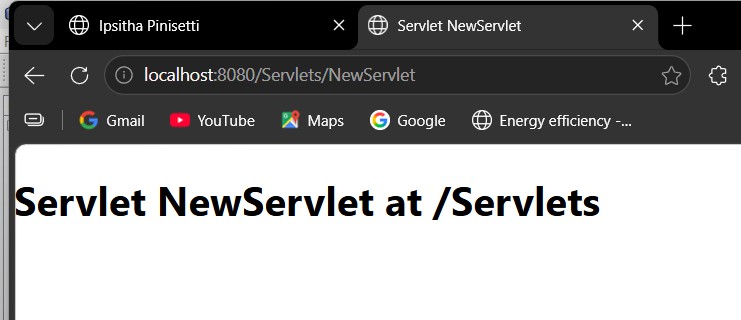 Ipsitha Pinisetti
Servlet NewServlet
localhost:8080/Servlets/NewServlet
Gmail
YouTube
Maps
Google
Energy efficiency -...
Servlet NewServlet at /Servlets